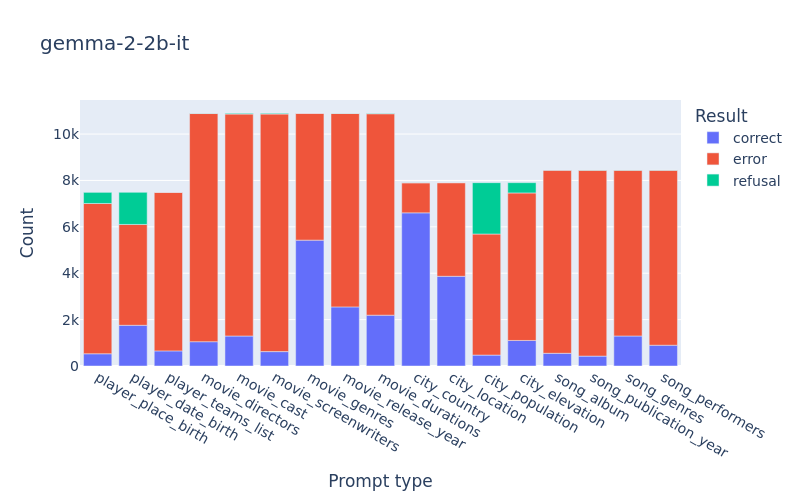 gemma-2-2b-it
Result
correct
error
refusal
Count
10k
8k
6k
4k
2k
0
player_place_birth
player_date_birth
player_teams_list
movie_directors
movie_cast
movie_screenwriters
movie_genres
movie_release_year
movie_durations
city_country
city_location
city_population
city_elevation
song_album
song_publication_year
song_genres
song_performers
Prompt type